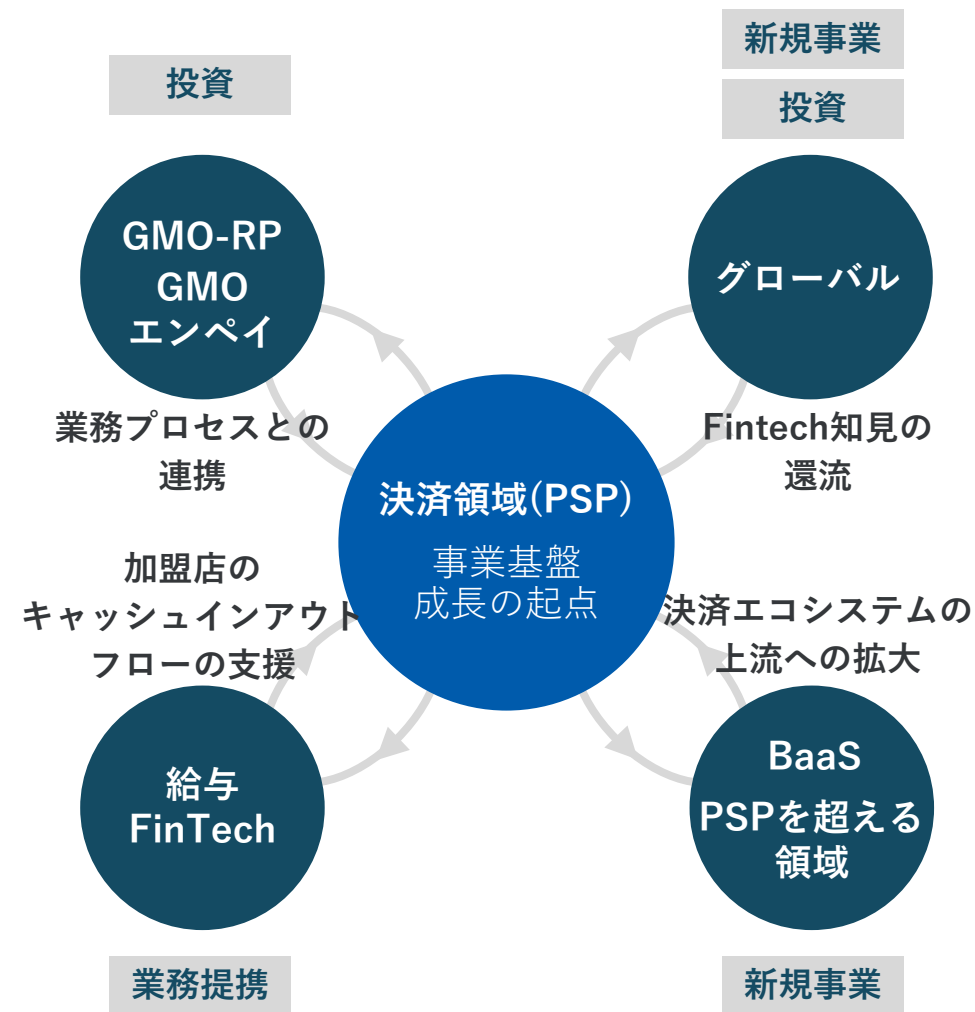 投資
新規事業
投資
GMO-RP
GMO
エンペイ
グローバル
業務プロセスとの
連携
Fintech知見の
還流
決済領域(PSP)
事業基盤
成長の起点
加盟店の
キャッシュインアウト
フローの支援
決済エコシステムの
上流への拡大
給与
FinTech
BaaS
PSPを超える
領域
業務提携
新規事業